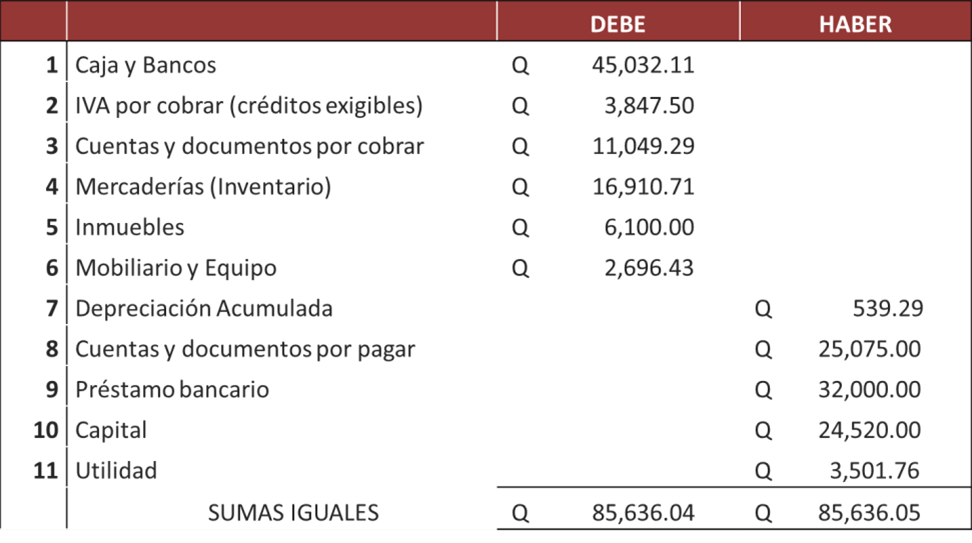 DEBE HABER
1 Caja y Bancos Q 45,032.11
2 IVA por cobrar (créditos exigibles) Q 3,847.50
3 Cuentas y documentos por cobrar Q 11,049.29
4 Mercaderías (Inventario) Q 16,910.71
5 Inmuebles Q 6,100.00
6 Mobiliario y Equipo Q 2,696.43
7 Depreciación Acumulada Q 539.29
8 Cuentas y documentos por pagar Q 25,075.00
9 Préstamo bancario Q 32,000.00
10 Capital Q 24,520.00
11 Utilidad Q 3,501.76
SUMAS IGUALES Q 85,636.04 Q 85,636.05